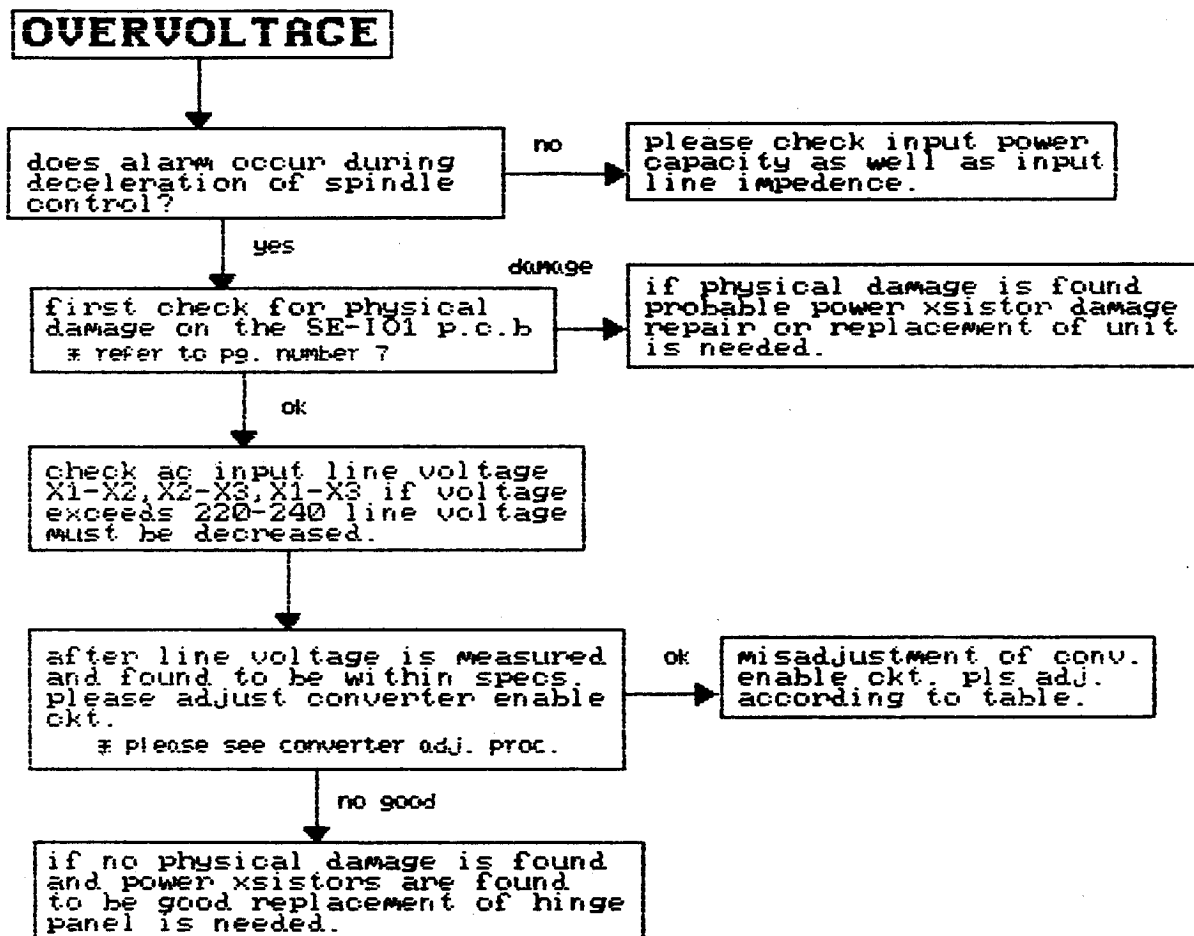 OVERVOLTAGE
does alarm occur during
deceleration of spindle
control?
no
please check input power
capacity as well as input
line impedence.
yes
first check for physical
damage on the SE-IO1 p.c.b
* refer to pg. number 7
damage
if physical damage is found
probable power xsistor damage
repair or replacement of unit
is needed.
ok
check ac input line voltage
X1-X2,X2-X3,X1-X3 if voltage
exceeds 220-240 line voltage
must be decreased.
after line voltage is measured
and found to be within specs.
please adjust converter enable
ckt.
* please see converter adj. proc.
ok
misadjustment of conv.
enable ckt. pls adj.
according to table.
no good
if no physical damage is found
and power xsistors are found
to be good replacement of hinge
panel is needed.